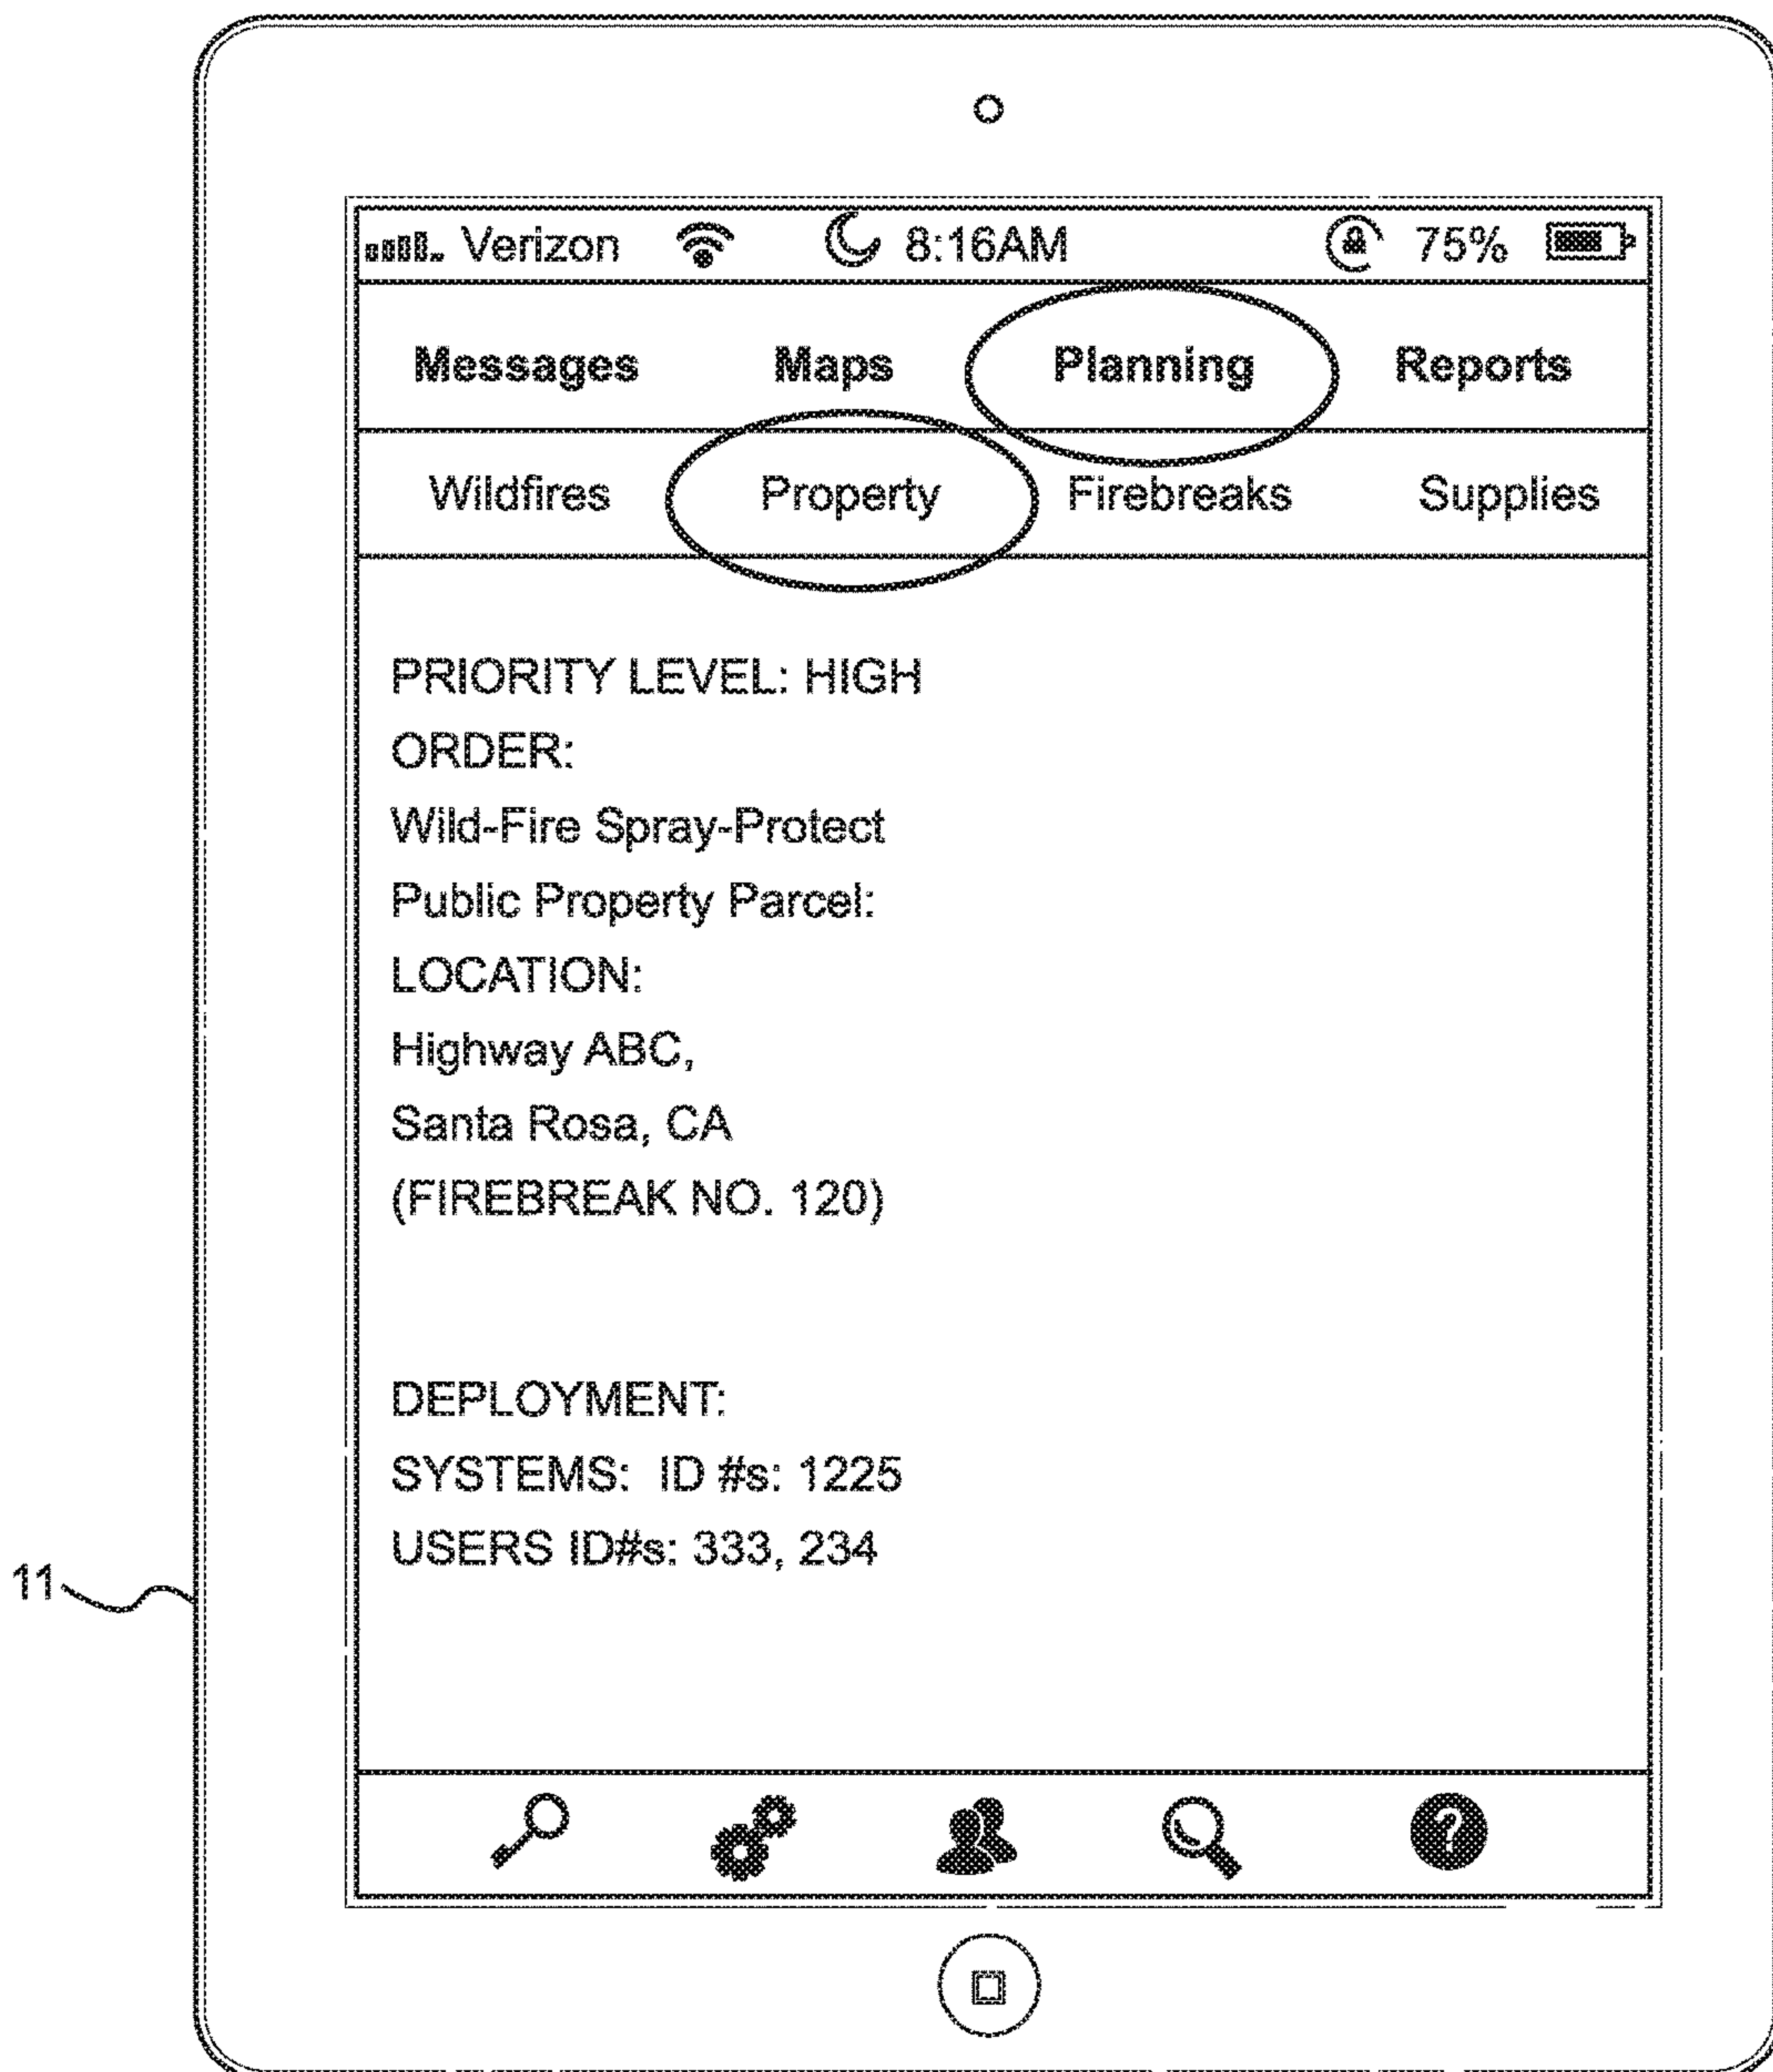 Verizon 8:16AM 75%
Messages Maps Planning Reports
Wildfires Property Firebreaks Supplies
PRIORITY LEVEL: HIGH
ORDER:
Wild-Fire Spray-Protect
Public Property Parcel:
LOCATION:
Highway ABC,
Santa Rosa, CA
(FIREBREAK NO. 120)
DEPLOYMENT:
SYSTEMS: ID #s: 1225
USERS ID#s: 333, 234
11
?